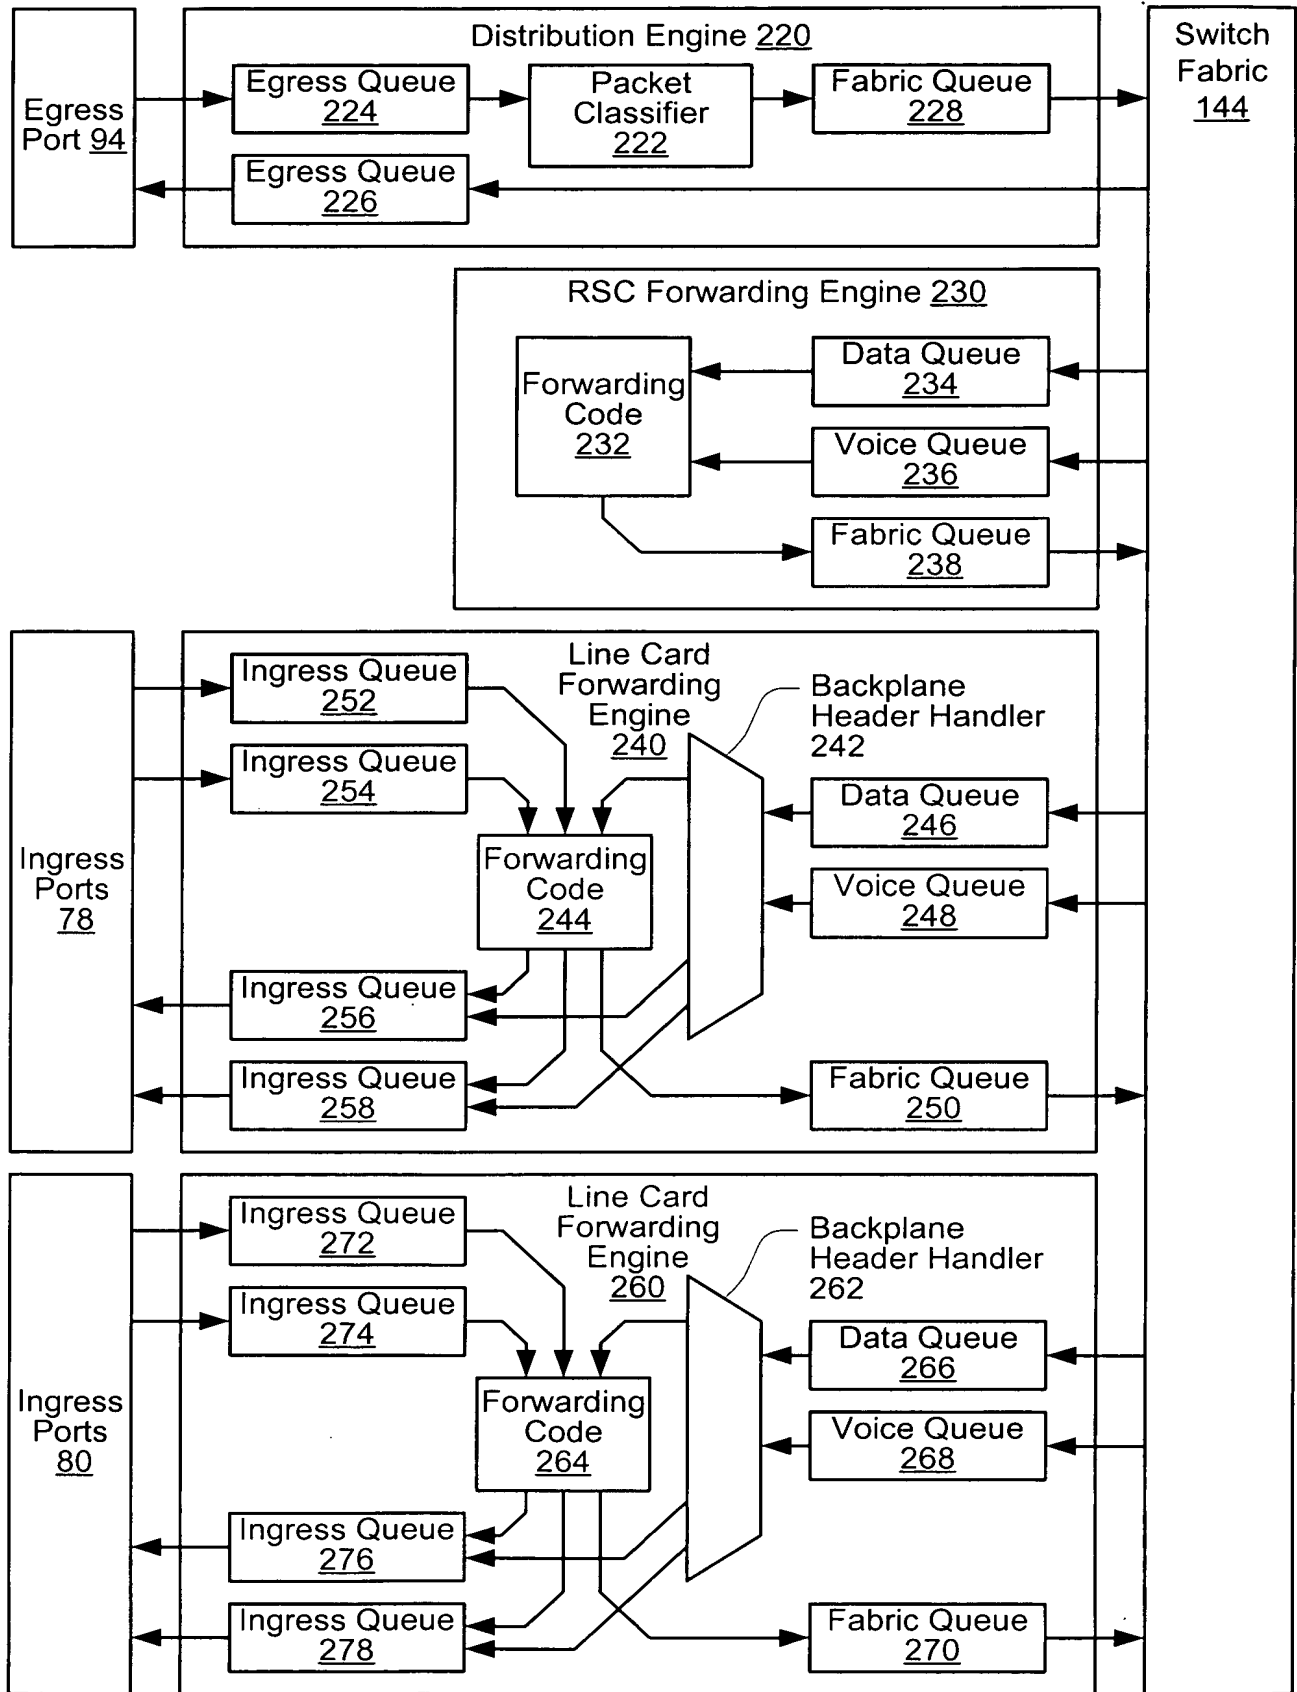 Distribution Engine 220
Switch
Fabric
144
Egress
Port 94
Egress Queue
224
Packet
Classifier
222
Fabric Queue
228
Egress Queue
226
RSC Forwarding Engine 230
Forwarding
Code
232
Data Queue
234
Voice Queue
236
Fabric Queue
238
Ingress
Ports
78
Ingress Queue
252
Ingress Queue
254
Line Card
Forwarding
Engine
240
Backplane
Header Handler
242
Data Queue
246
Forwarding
Code
244
Voice Queue
248
Ingress Queue
256
Ingress Queue
258
Fabric Queue
250
Ingress
Ports
80
Ingress Queue
272
Ingress Queue
274
Line Card
Forwarding
Engine
260
Backplane
Header Handler
262
Data Queue
266
Forwarding
Code
264
Voice Queue
268
Ingress Queue
276
Ingress Queue
278
Fabric Queue
270